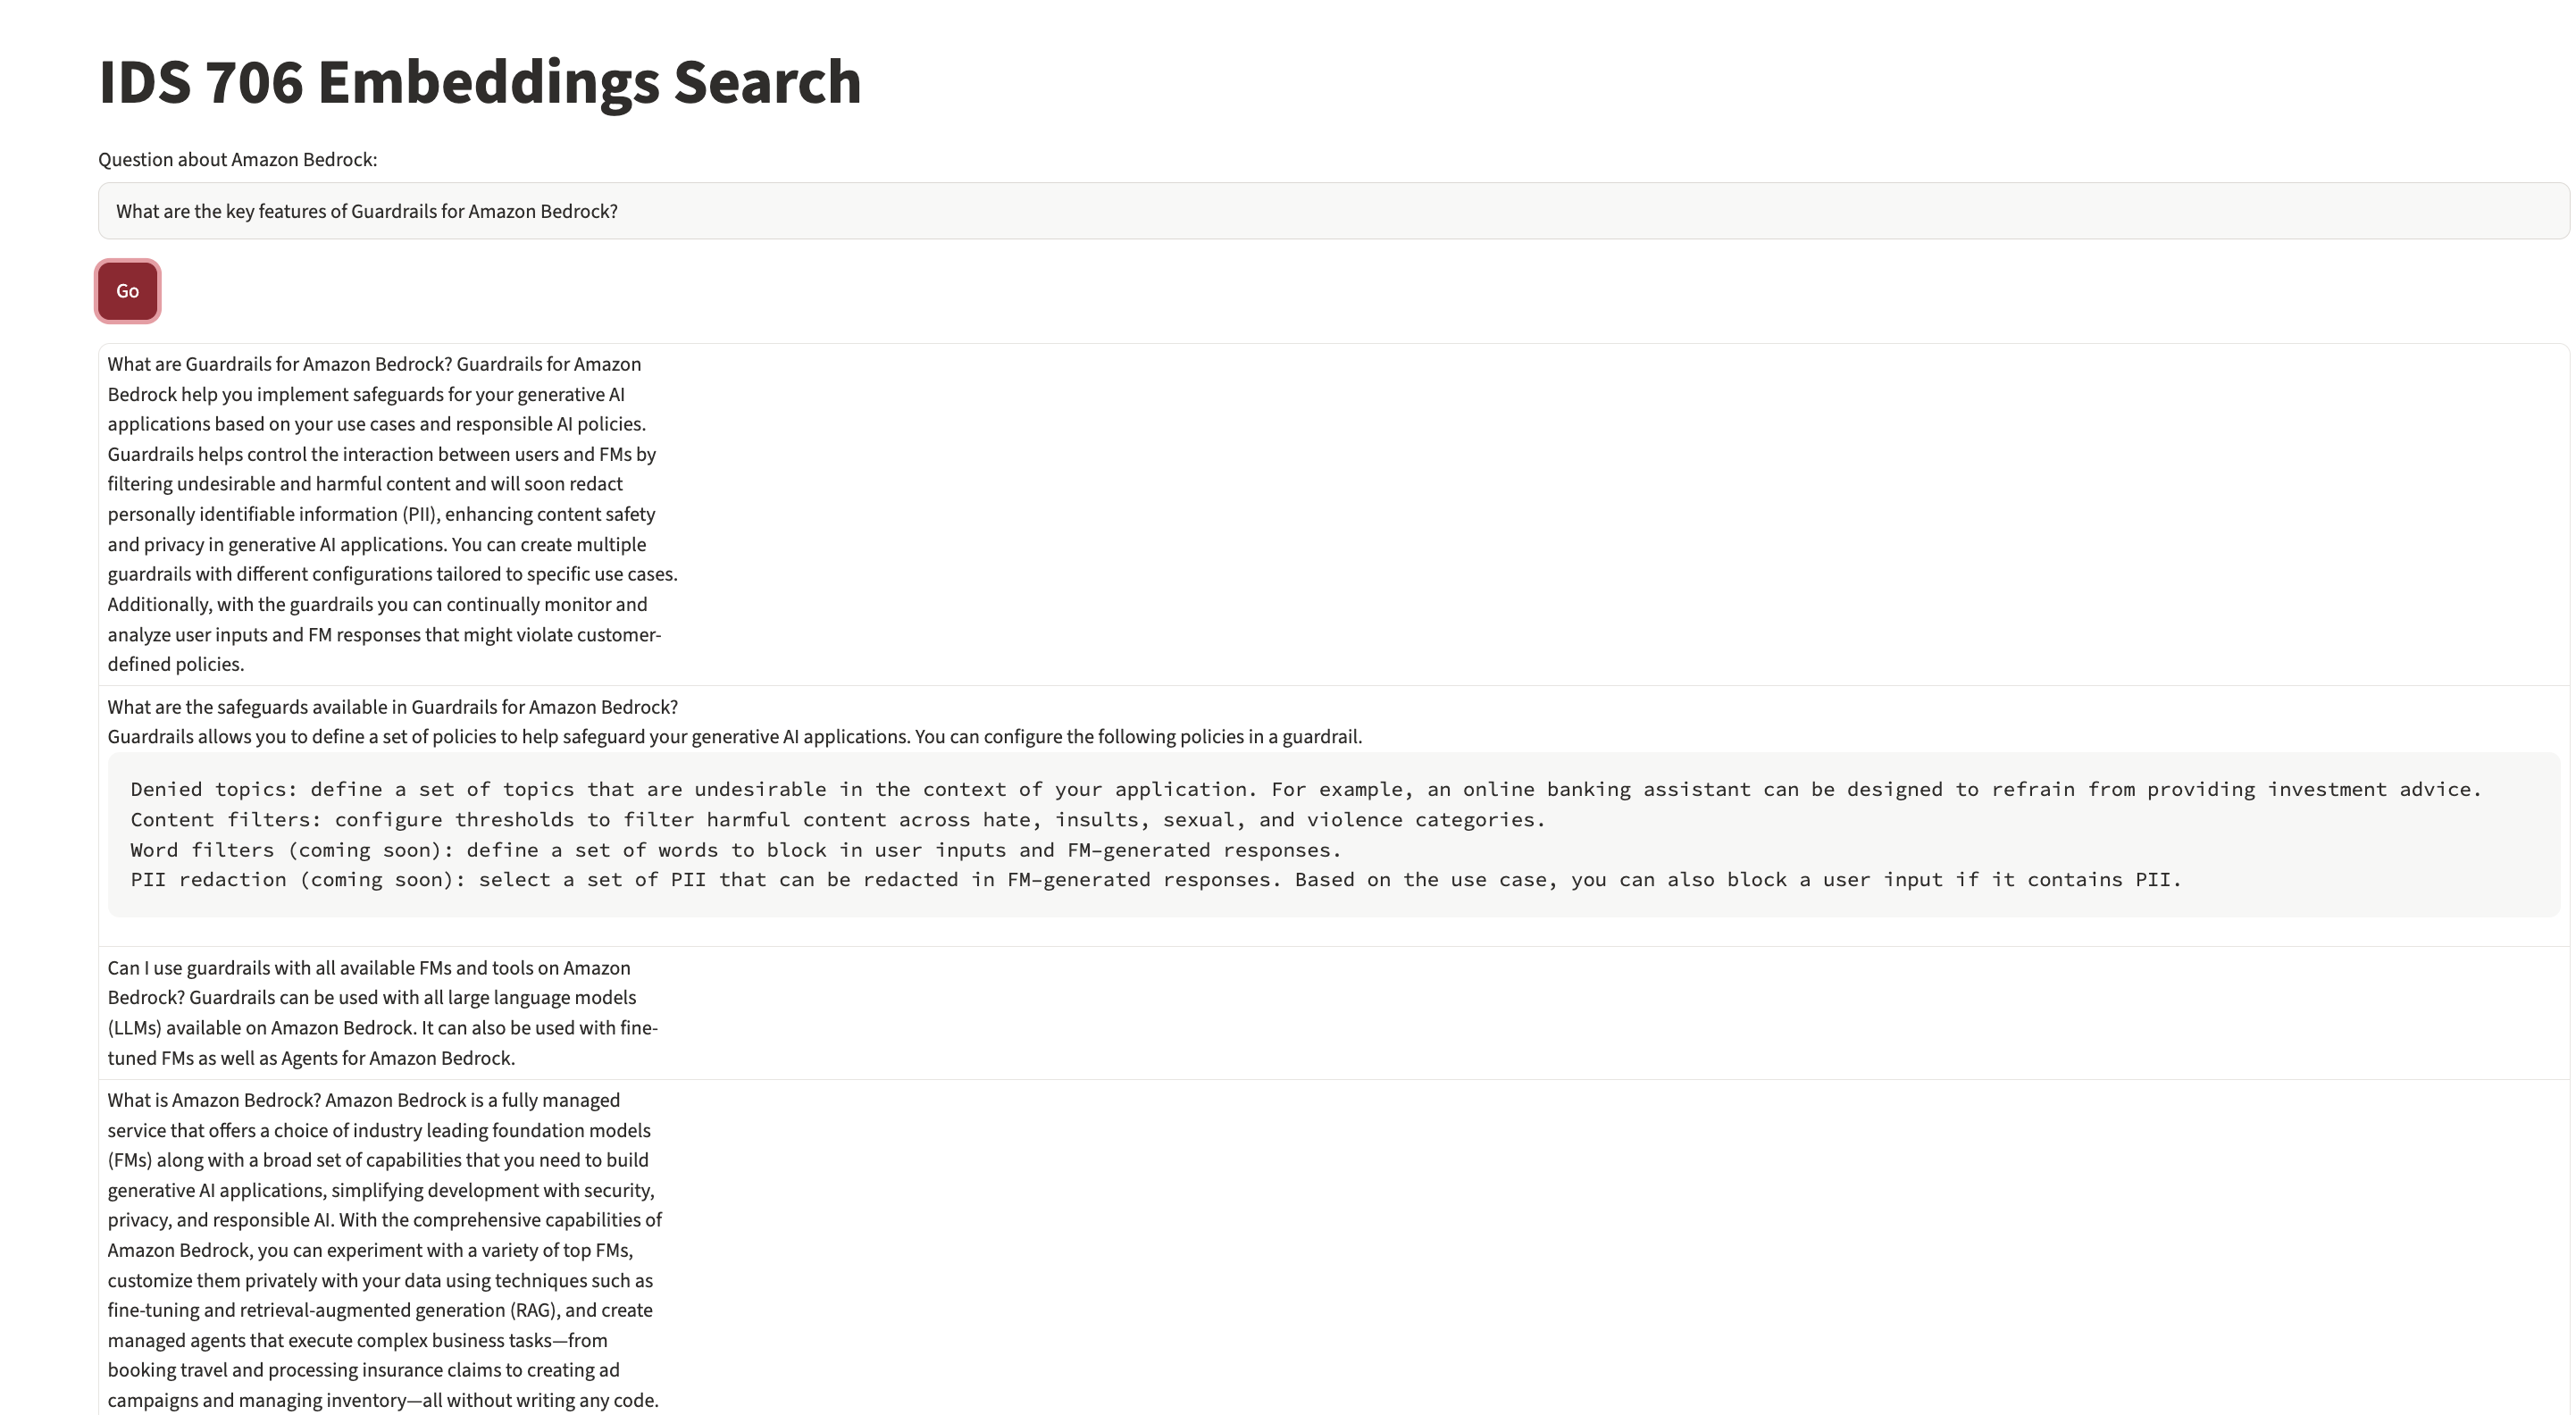 IDS 706 Embeddings Search
Question about Amazon Bedrock:
What are the key features of Guardrails for Amazon Bedrock?
Go
What are Guardrails for Amazon Bedrock? Guardrails for Amazon
Bedrock help you implement safeguards for your generative AI
applications based on your use cases and responsible AI policies.
Guardrails helps control the interaction between users and FMs by
filtering undesirable and harmful content and will soon redact
personally identifiable information (PII), enhancing content safety
and privacy in generative AI applications. You can create multiple
guardrails with different configurations tailored to specific use cases.
Additionally, with the guardrails you can continually monitor and
analyze user inputs and FM responses that might violate customer-
defined policies.
What are the safeguards available in Guardrails for Amazon Bedrock?
Guardrails allows you to define a set of policies to help safeguard your generative AI applications. You can configure the following policies in a guardrail.
Denied topics: define a set of topics that are undesirable in the context of your application. For example, an online banking assistant can be designed to refrain from providing investment advice.
Content filters: configure thresholds to filter harmful content across hate, insults, sexual, and violence categories.
Word filters (coming soon): define a set of words to block in user inputs and FM–generated responses.
PII redaction (coming soon): select a set of PII that can be redacted in FM–generated responses. Based on the use case, you can also block a user input if it contains PII.
Can I use guardrails with all available FMs and tools on Amazon
Bedrock? Guardrails can be used with all large language models
(LLMs) available on Amazon Bedrock. It can also be used with fine-
tuned FMs as well as Agents for Amazon Bedrock.
What is Amazon Bedrock? Amazon Bedrock is a fully managed
service that offers a choice of industry leading foundation models
(FMs) along with a broad set of capabilities that you need to build
generative AI applications, simplifying development with security,
privacy, and responsible AI. With the comprehensive capabilities of
Amazon Bedrock, you can experiment with a variety of top FMs,
customize them privately with your data using techniques such as
fine-tuning and retrieval-augmented generation (RAG), and create
managed agents that execute complex business tasks—from
booking travel and processing insurance claims to creating ad
campaigns and managing inventory—all without writing any code.